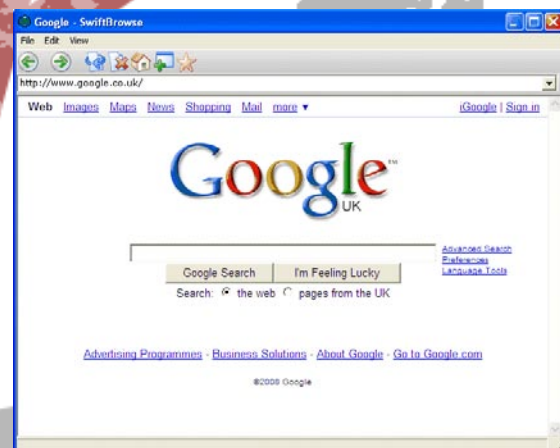 Google - SwiftBrowse
File Edit View
http://www.google.co.uk/
Web Images Maps News Shopping Mail more ▼ iGoogle | Sign in
Google™
UK
Advanced Search
Preferences
Language Tools
Google Search I'm Feeling Lucky
Search: the web pages from the UK
Advertising Programmes - Business Solutions - About Google - Go to Google.com
©2008 Google